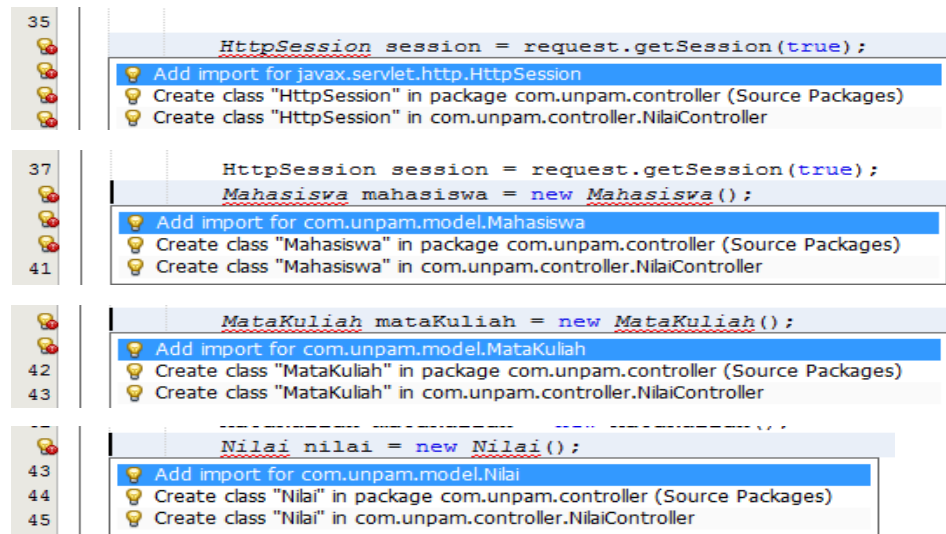 35
HttpSession session = request.getSession(true);
Add import for javax.servlet.http.HttpSession
Create class "HttpSession" in package com.unpam.controller (Source Packages)
Create class "HttpSession" in com.unpam.controller.NilaiController
37 HttpSession session = request.getSession(true);
Mahasiswa mahasiswa = new Mahasiswa();
Add import for com.unpam.model.Mahasiswa
Create class "Mahasiswa" in package com.unpam.controller (Source Packages)
41 Create class "Mahasiswa" in com.unpam.controller.NilaiController
MataKuliah mataKuliah = new MataKuliah();
Add import for com.unpam.model.MataKuliah
42 Create class "MataKuliah" in package com.unpam.controller (Source Packages)
43 Create class "MataKuliah" in com.unpam.controller.NilaiController
Nilai nilai = new Nilai();
43 Add import for com.unpam.model.Nilai
44 Create class "Nilai" in package com.unpam.controller (Source Packages)
45 Create class "Nilai" in com.unpam.controller.NilaiController